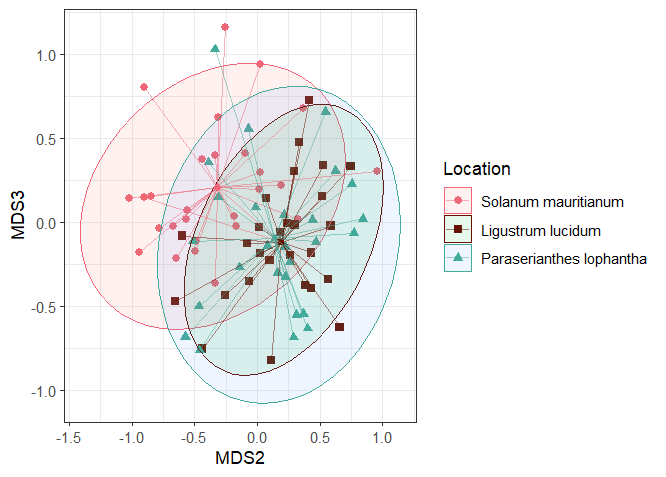 1.0
0.5
0.0
-0.5
-1.0
MDS3
-1.5 -1.0 -0.5 0.0 0.5 1.0
MDS2
Location
Solanum mauritianum
Ligustrum lucidum
Paraserianthes lophantha